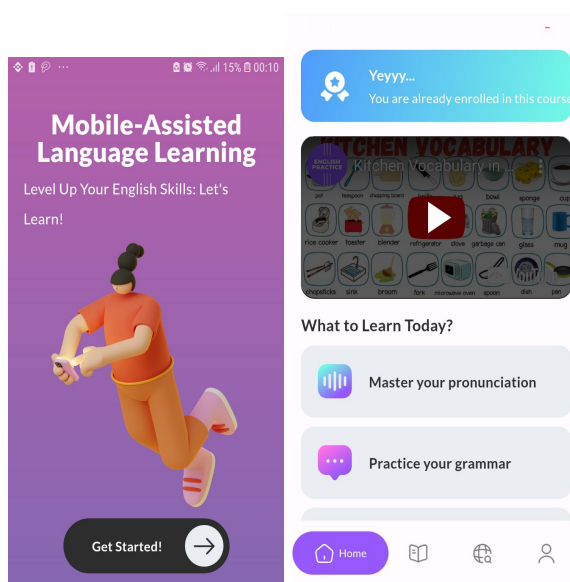 15% 00:10
Mobile-Assisted
Language Learning
Level Up Your English Skills: Let's
Learn!
Get Started!
Yeyyy...
You are already enrolled in this course
KITCHEN VOCABULARY
ENGLISH
PRACTICE
Kitchen Vocabulary in ...
pot teaspoon chopping board bowl sponge cup
rice cooker toaster blender refrigerator stove garbage can glass mug
chopsticks sink broom fork microwave oven spoon dish pan
What to Learn Today?
Master your pronunciation
Practice your grammar
Home